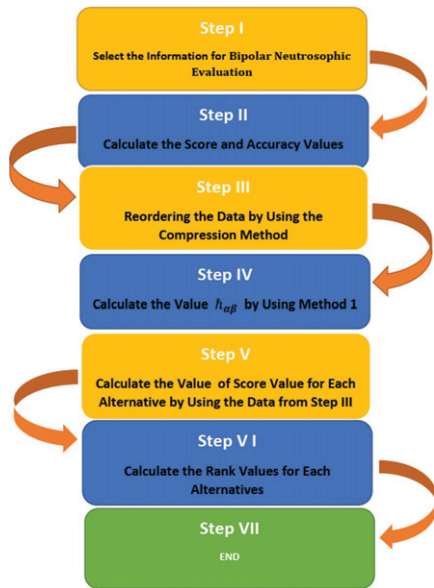 Step I
Select the Information for Bipolar Neutrosophic
Evaluation
Step II
Calculate the Score and Accuracy Values
Step III
Reordering the Data by Using the
Compression Method
Step IV
Calculate the Value ℏαβ by Using Method 1
Step V
Calculate the Value of Score Value for Each
Alternative by Using the Data from Step III
Step V I
Calculate the Rank Values for Each
Alternatives
Step VII
END